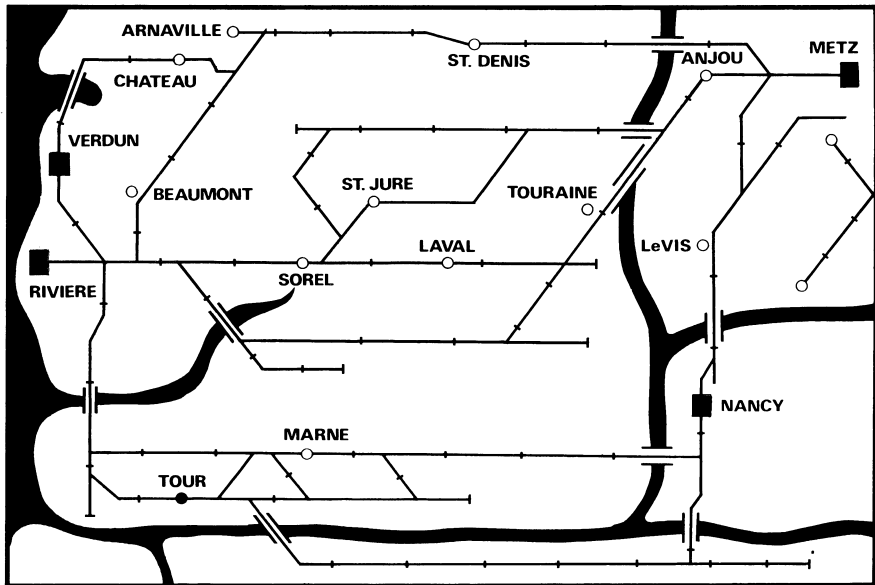 ARNAVILLE
ST. DENIS
METZ
ANJOU
CHATEAU
VERDUN
BEAUMONT
ST. JURE
TOURAINE
LAVAL
LeVIS
SOREL
RIVIERE
NANCY
MARNE
TOUR